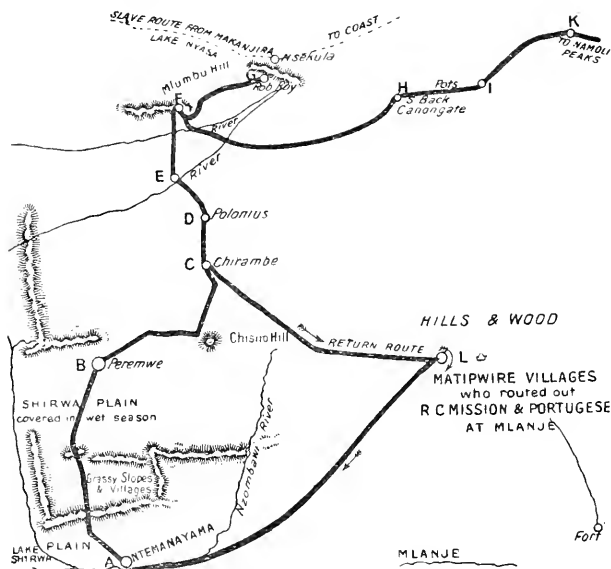 K
SLAVE ROUTE FROM MAKANJIRA
TO COAST
LAKE NYASA
Nsekula
TO NAMOLI
PEAKS
Mlumbu Hill
G
Rob Roy
F
H
Pots
I
S Back
Canongate
River
E
River
D
Polonius
C
Chirambe
Chisiro Hill
RETURN ROUTE
HILLS & WOOD
L
B
Peremwe
MATIPWIRE VILLAGES
who routed out
R C MISSION & PORTUGESE
AT MLANJE
SHIRWA PLAIN
covered in wet season
Nzombawi River
Grassy Slopes
& Villages
Fort
LAKE
SHIRWA
PLAIN
A
NTEMANAYAMA
MLANJE